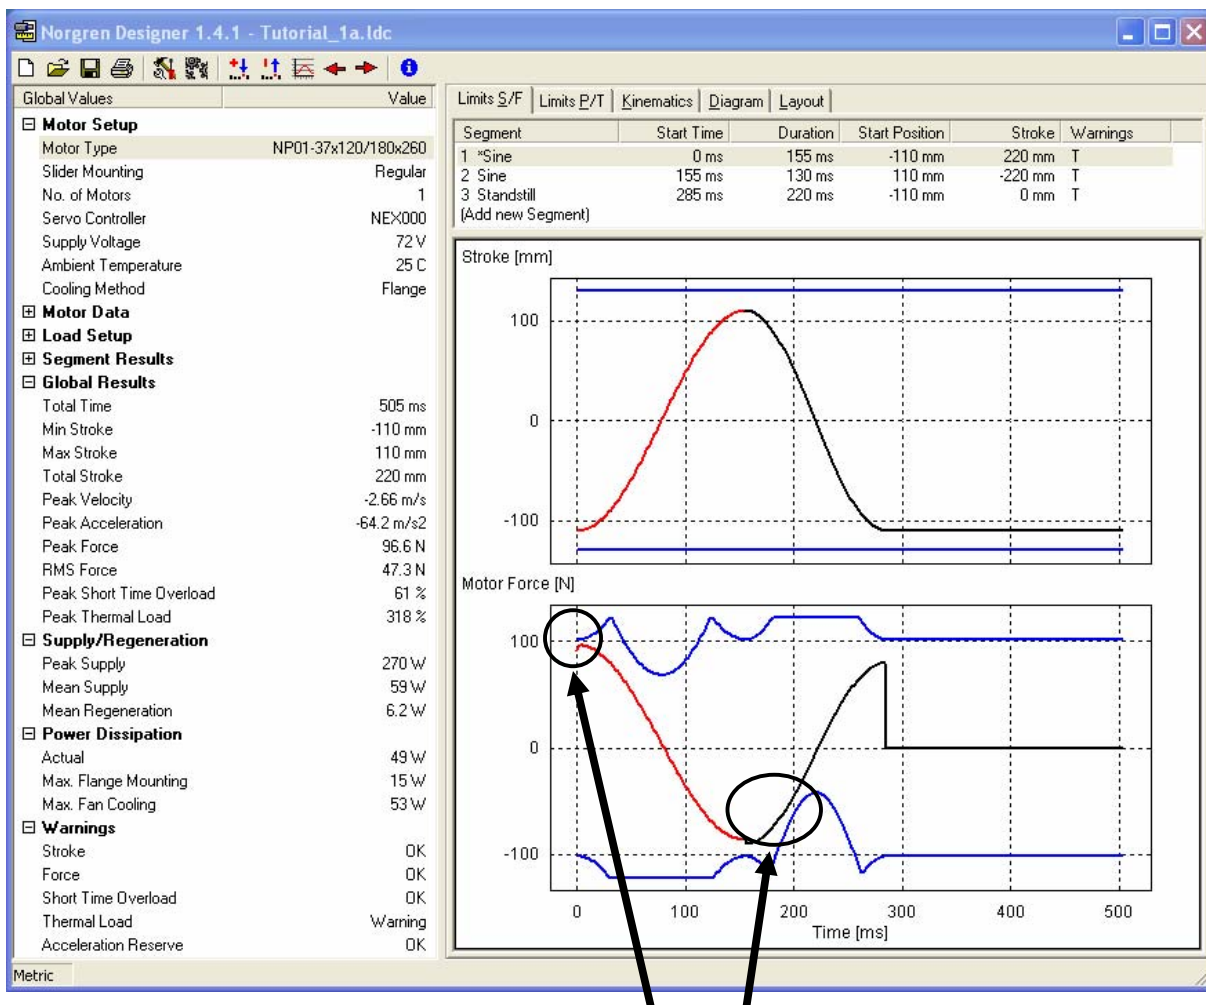 Norgren Designer 1.4.1 - Tutorial_1a.ldc
Global Values Value
Motor Setup
Motor Type NP01-37x120/180x260
Slider Mounting Regular
No. of Motors 1
Servo Controller NEX000
Supply Voltage 72 V
Ambient Temperature 25 C
Cooling Method Flange
Motor Data
Load Setup
Segment Results
Global Results
Total Time 505 ms
Min Stroke -110 mm
Max Stroke 110 mm
Total Stroke 220 mm
Peak Velocity -2.66 m/s
Peak Acceleration -64.2 m/s2
Peak Force 96.6 N
RMS Force 47.3 N
Peak Short Time Overload 61 %
Peak Thermal Load 318 %
Supply/Regeneration
Peak Supply 270 W
Mean Supply 59 W
Mean Regeneration 6.2 W
Power Dissipation
Actual 49 W
Max. Flange Mounting 15 W
Max. Fan Cooling 53 W
Warnings
Stroke OK
Force OK
Short Time Overload OK
Thermal Load Warning
Acceleration Reserve OK
Metric
Limits S/F Limits P/T Kinematics Diagram Layout
Segment Start Time Duration Start Position Stroke Warnings
1 *Sine 0 ms 155 ms -110 mm 220 mm T
2 Sine 155 ms 130 ms 110 mm -220 mm T
3 Standstill 285 ms 220 ms -110 mm 0 mm T
(Add new Segment)
Stroke [mm]
100
0
-100
Motor Force [N]
100
0
-100
0 100 200 300 400 500
Time [ms]